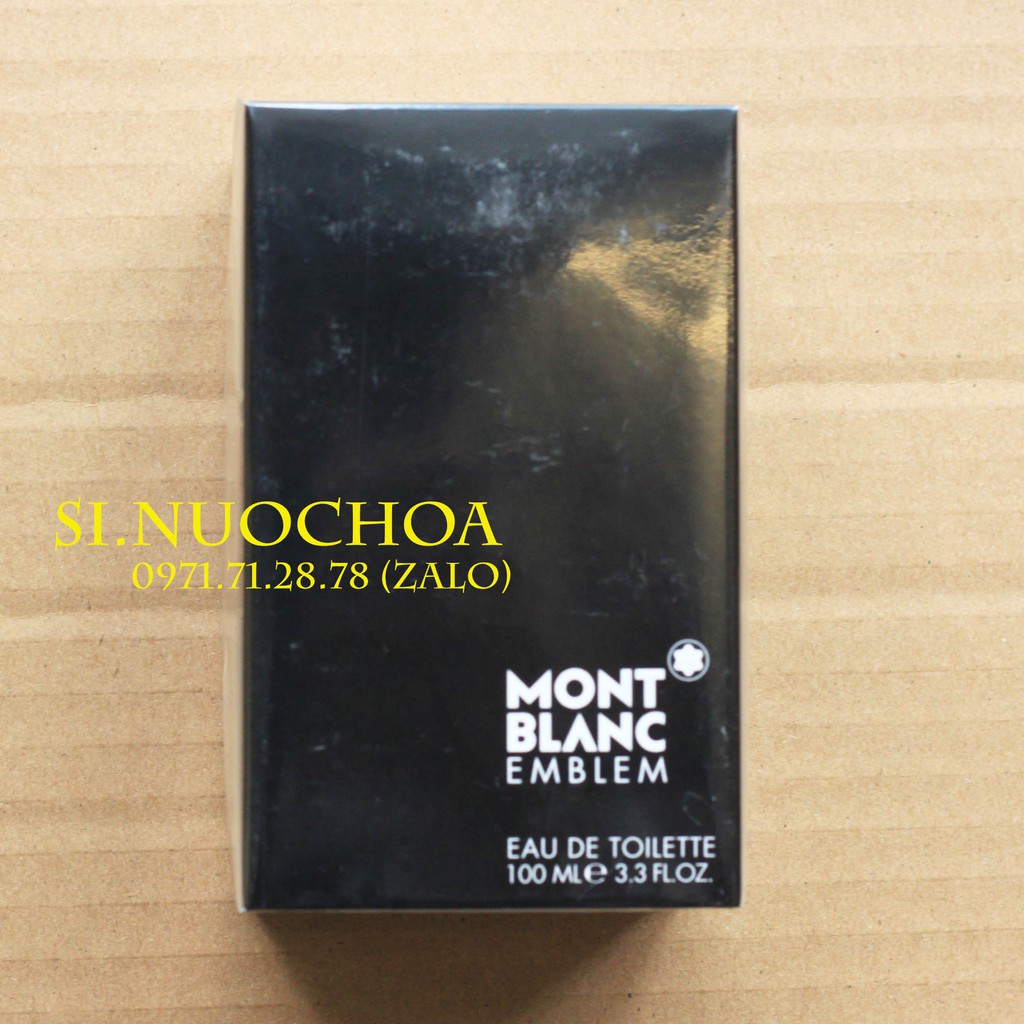 SI.NUOCHOA
0971.71.28.78 (ZALO)
MONT
BLANC
EMBLEM
EAU DE TOILETTE
100 ML e 3.3 FL.OZ.